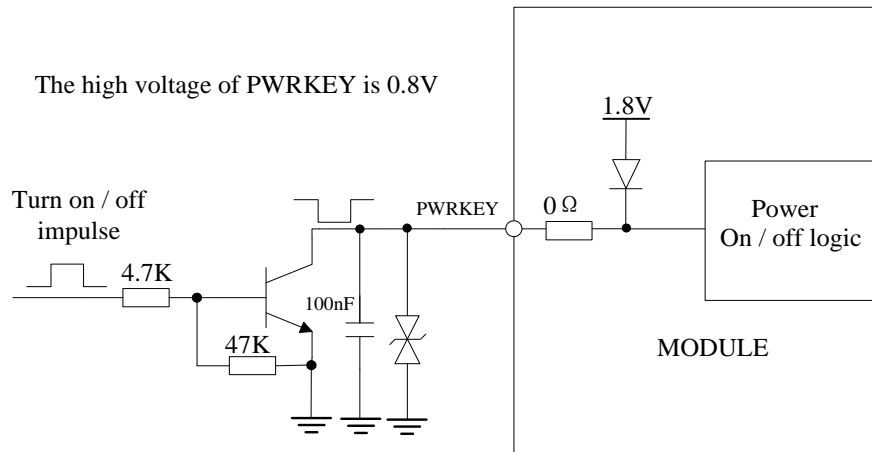 The high voltage of PWRKEY is 0.8V
1.8V
Turn on / off
impulse
PWRKEY
0 Ω
Power
On / off logic
4.7K
100nF
47K
MODULE